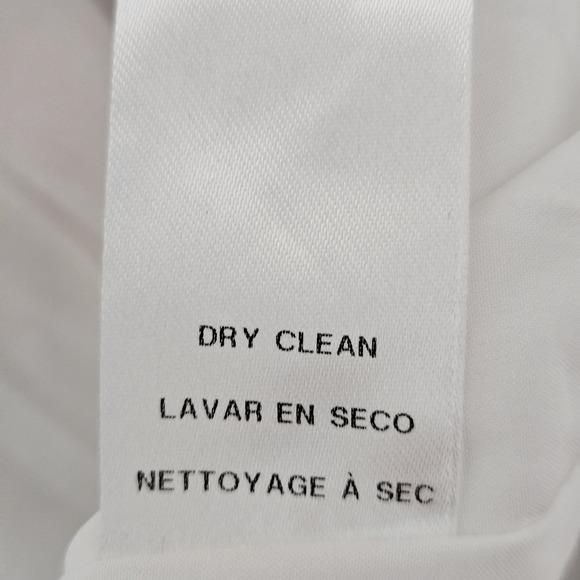 DRY CLEAN
LAVAR EN SECO
NETTOYAGE À SEC